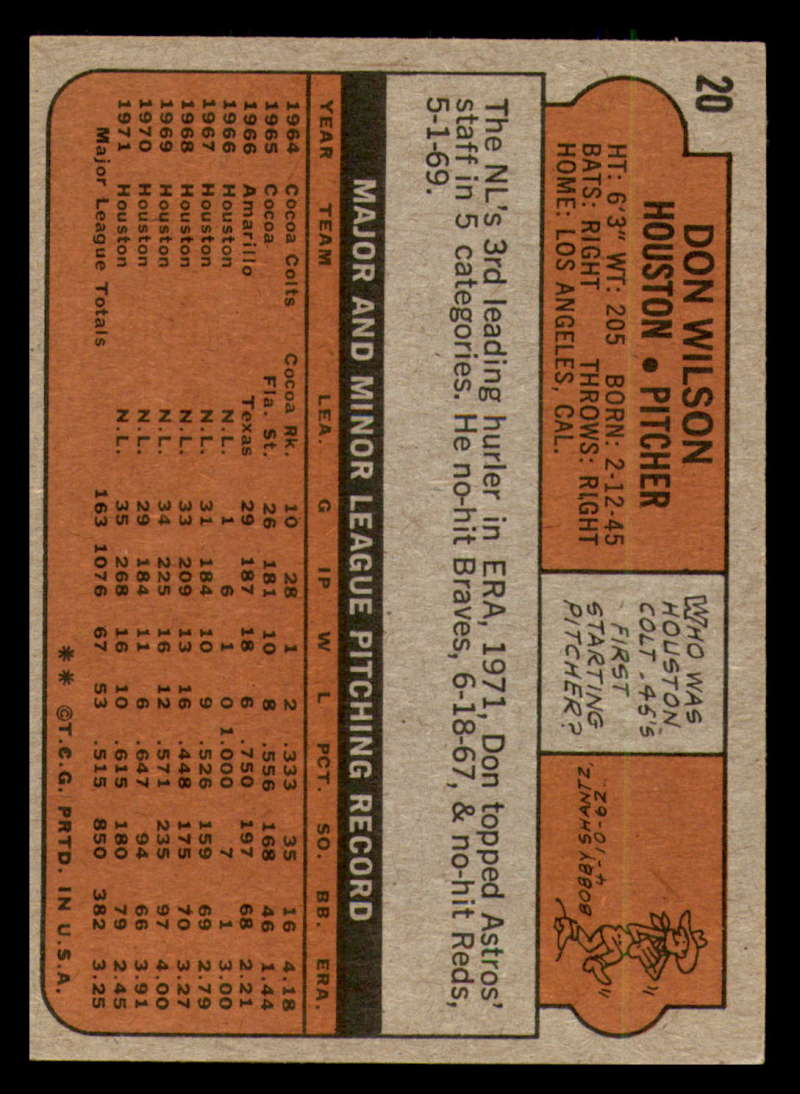 20
DON WILSON
HOUSTON • PITCHER
HT: 6'3" WT: 205 BORN: 2-12-45
BATS: RIGHT THROWS: RIGHT
HOME: LOS ANGELES, CAL.
WHO WAS
HOUSTON
COLT .45's
FIRST
STARTING
PITCHER?
BOBBY SHANTZ
4-10-62
The NL's 3rd leading hurler in ERA, 1971, Don topped Astros'
staff in 5 categories. He no-hit Braves, 6-18-67, & no-hit Reds,
5-1-69.
MAJOR AND MINOR LEAGUE PITCHING RECORD
YEAR TEAM LEA. G IP W L PCT. SO. BB. ERA.
1964 Cocoa Colts Cocoa Rk. 10 28 1 2 .333 35 16 4.18
1965 Cocoa Fla. St. 26 181 10 8 .556 168 46 1.44
1966 Amarillo Texas 29 187 18 6 .750 197 68 2.21
1966 Houston N.L. 1 6 1 0 1.000 7 1 3.00
1967 Houston N.L. 31 184 10 9 .526 159 69 2.79
1968 Houston N.L. 33 209 13 16 .448 175 70 3.27
1969 Houston N.L. 34 225 16 12 .571 235 97 4.00
1970 Houston N.L. 29 184 11 6 .647 94 66 3.91
1971 Houston N.L. 35 268 16 10 .615 180 79 2.45
Major League Totals 163 1076 67 53 .515 850 382 3.25
** ©T.C.G. PRTD. IN U.S.A.